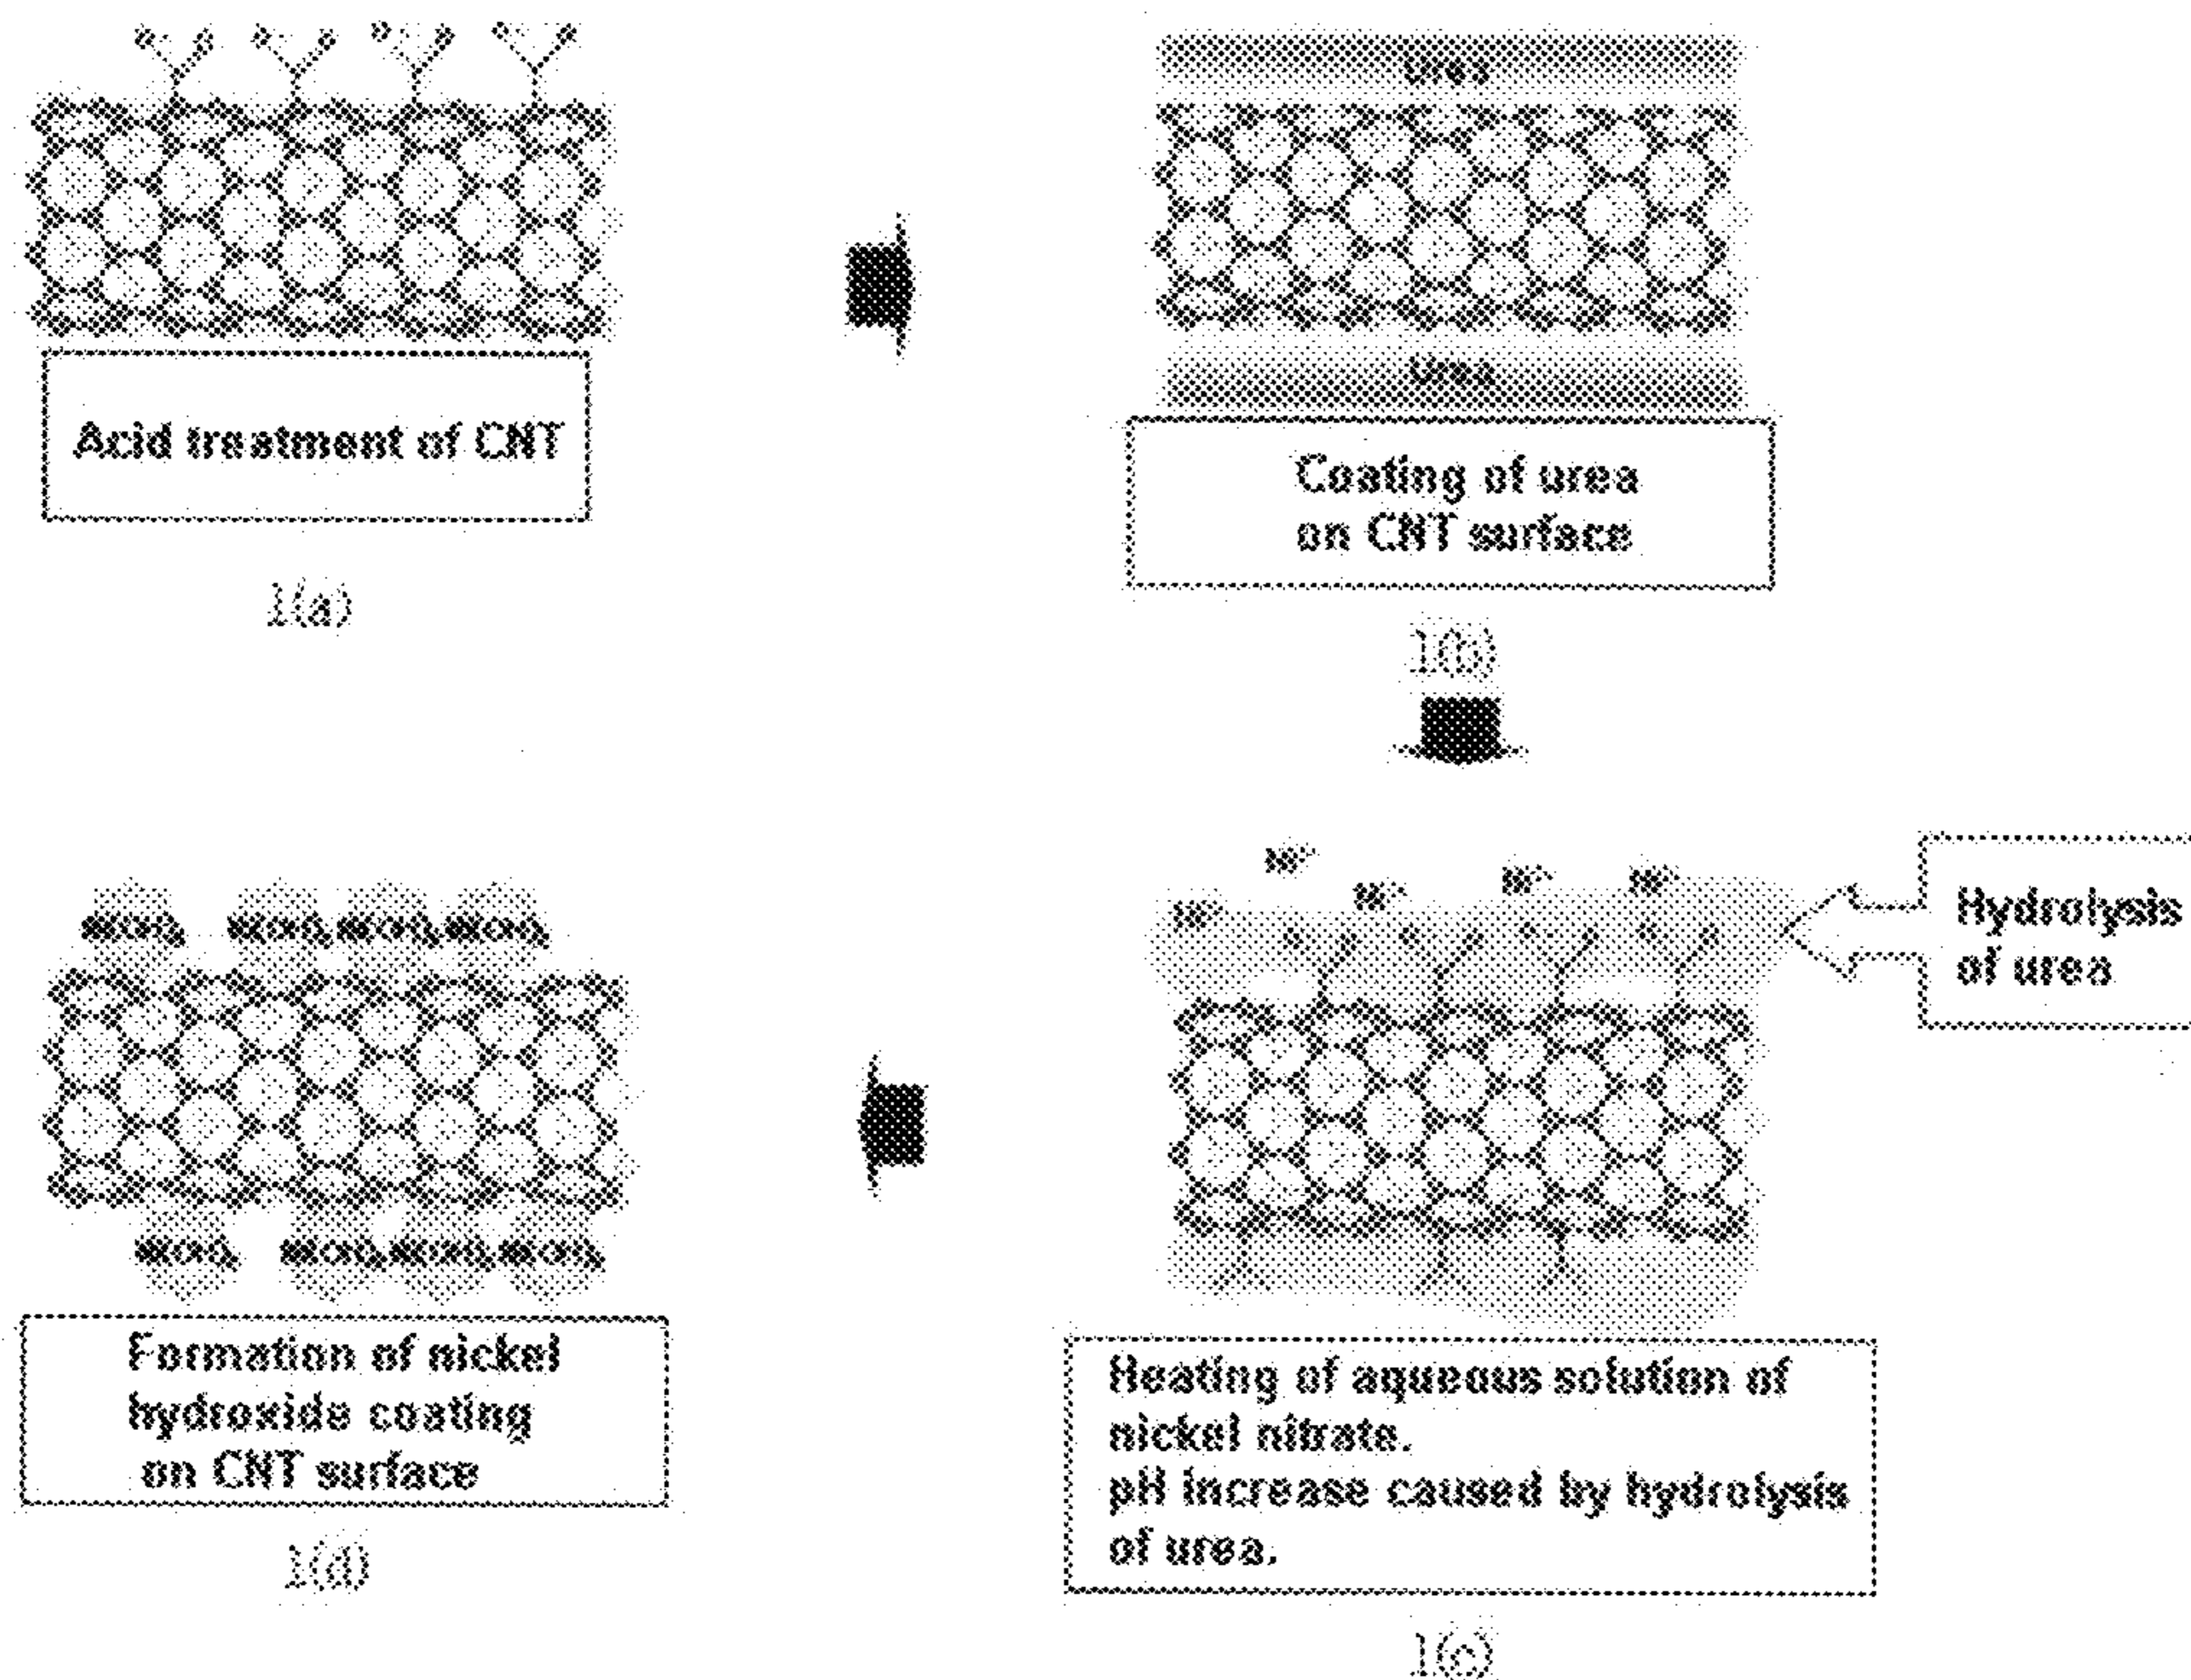 Urea
Urea
Acid treatment of CNT
Coating of urea
on CNT surface
1(a)
1(b)
Hydrolysis
of urea
Formation of nickel
hydroxide coating
on CNT surface
Heating of aqueous solution of
nickel nitrate.
pH increase caused by hydrolysis
of urea.
1(d)
1(c)